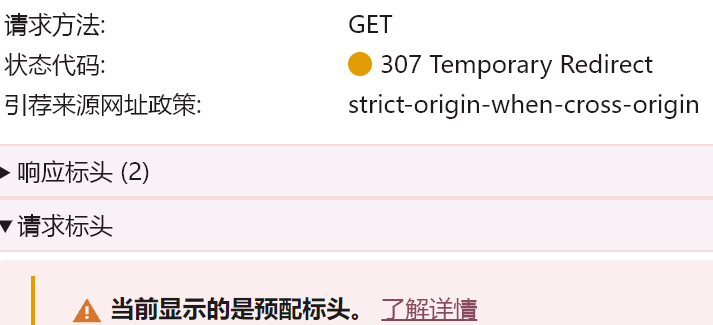 请求方法: GET
状态代码: 307 Temporary Redirect
引荐来源网址政策: strict-origin-when-cross-origin
响应标头 (2)
请求标头
当前显示的是预配标头。 了解详情